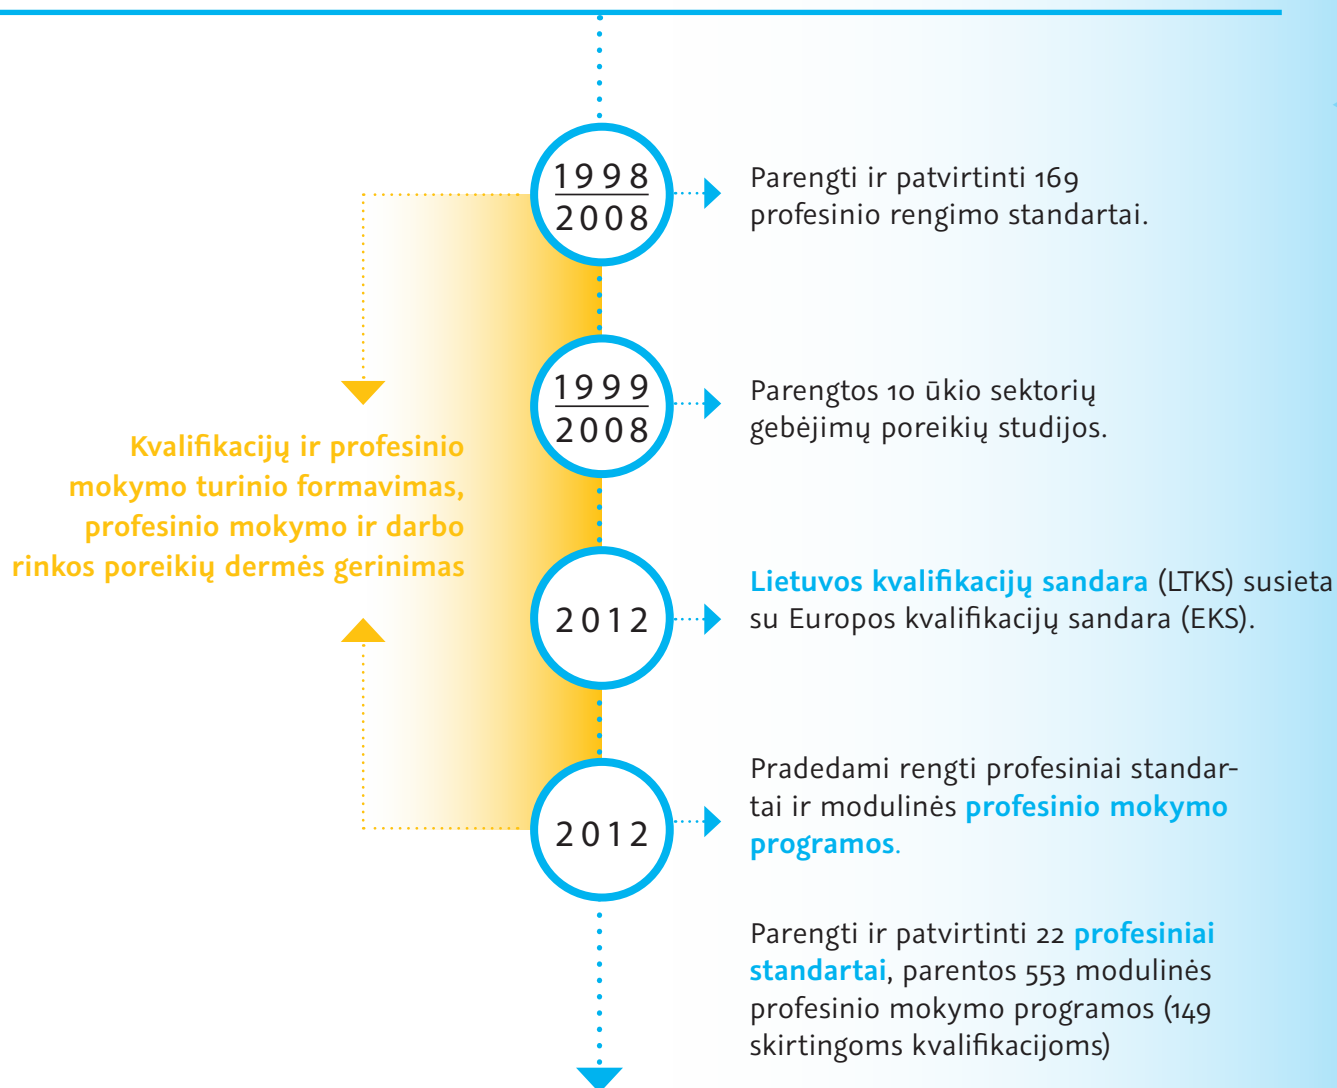 1998
2008
Parengti ir patvirtinti 169
profesinio rengimo standartai.
1999
2008
Parengtos 10 ūkio sektorių
gebėjimų poreikių studijos.
Kvalifikacijų ir profesinio
mokymo turinio formavimas,
profesinio mokymo ir darbo
rinkos poreikių dermės gerinimas
2012
Lietuvos kvalifikacijų sandara (LTKS) susieta
su Europos kvalifikacijų sandara (EKS).
2012
Pradedami rengti profesiniai standar-
tai ir modulinės profesinio mokymo
programos.
Parengti ir patvirtinti 22 profesiniai
standartai, parentos 553 modulinės
profesinio mokymo programos (149
skirtingoms kvalifikacijoms)